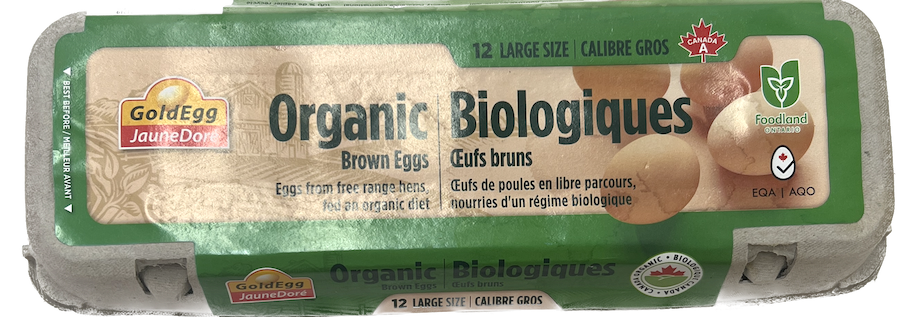 12 LARGE SIZE | CALIBRE GROS
CANADA
A
▼ BEST BEFORE / MEILLEUR AVANT ▼
GoldEgg
JauneDoré
Organic
Brown Eggs
Eggs from free range hens,
fed an organic diet
Biologiques
Œufs bruns
Œufs de poules en libre parcours,
nourries d'un régime biologique
Foodland
ONTARIO
EQA | AQO
GoldEgg
JauneDoré
Organic
Brown Eggs
Biologiques
Œufs bruns
12 LARGE SIZE | CALIBRE GROS
CANADA ORGANIC • BIOLOGIQUE CANADA •